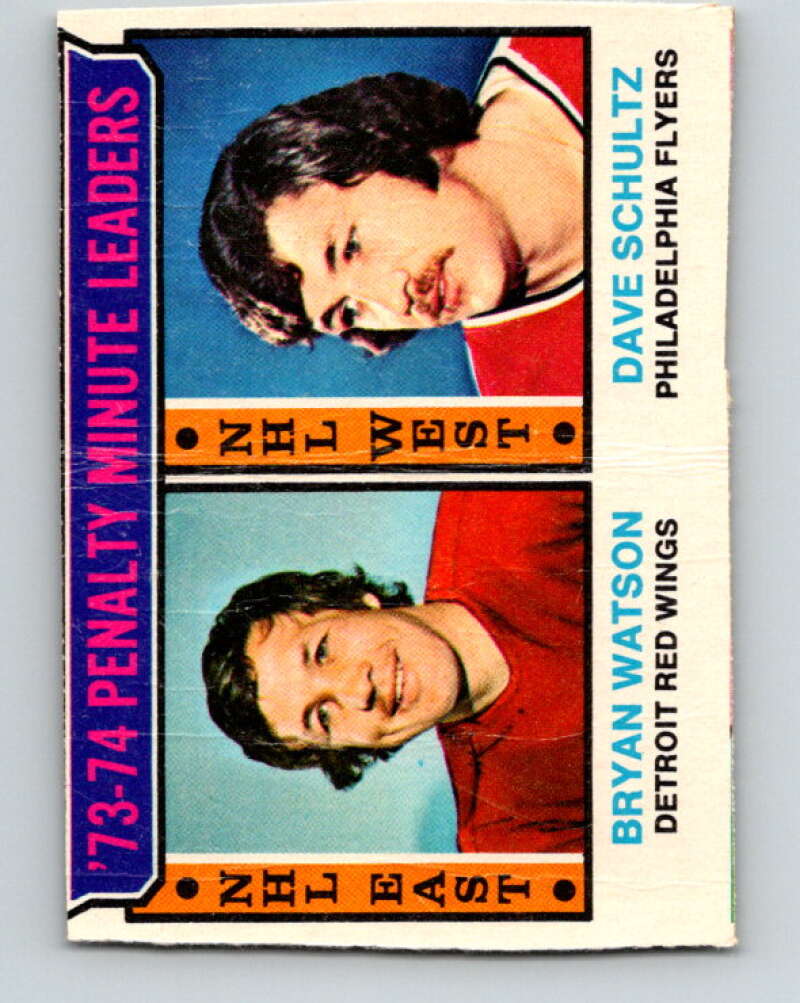 '73-74 PENALTY MINUTE LEADERS
NHL EAST
NHL WEST
BRYAN WATSON
DETROIT RED WINGS
DAVE SCHULTZ
PHILADELPHIA FLYERS